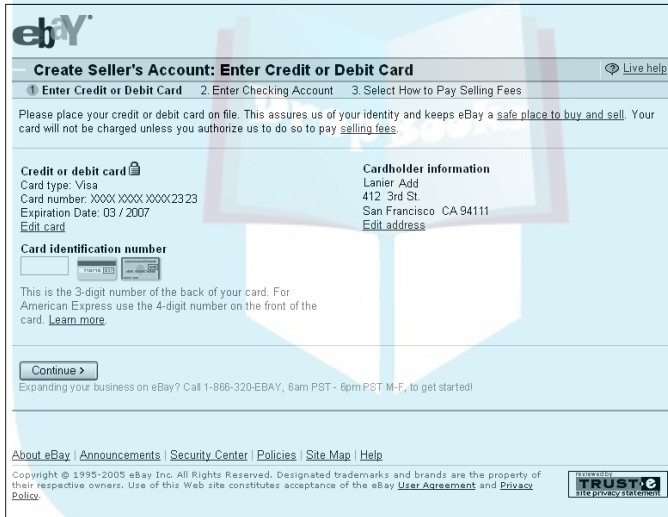 ebY
Create Seller's Account: Enter Credit or Debit Card
Live help
1 Enter Credit or Debit Card 2. Enter Checking Account 3. Select How to Pay Selling Fees
Please place your credit or debit card on file. This assures us of your identity and keeps eBay a safe place to buy and sell. Your
card will not be charged unless you authorize us to do so to pay selling fees.
Credit or debit card
Card type: Visa
Card number: XXXX XXXX XXXX2323
Expiration Date: 03 / 2007
Edit card
Cardholder information
Lanier Add
412 3rd St.
San Francisco CA 94111
Edit address
Card identification number
This is the 3-digit number of the back of your card. For
American Express use the 4-digit number on the front of the
card. Learn more.
Continue >
Expanding your business on eBay? Call 1-866-320-EBAY, 6am PST - 6pm PST M-F, to get started!
About eBay | Announcements | Security Center | Policies | Site Map | Help
Copyright © 1995-2005 eBay Inc. All Rights Reserved. Designated trademarks and brands are the property of
their respective owners. Use of this Web site constitutes acceptance of the eBay User Agreement and Privacy
Policy.
reviewed by
TRUSTe
site privacy statement